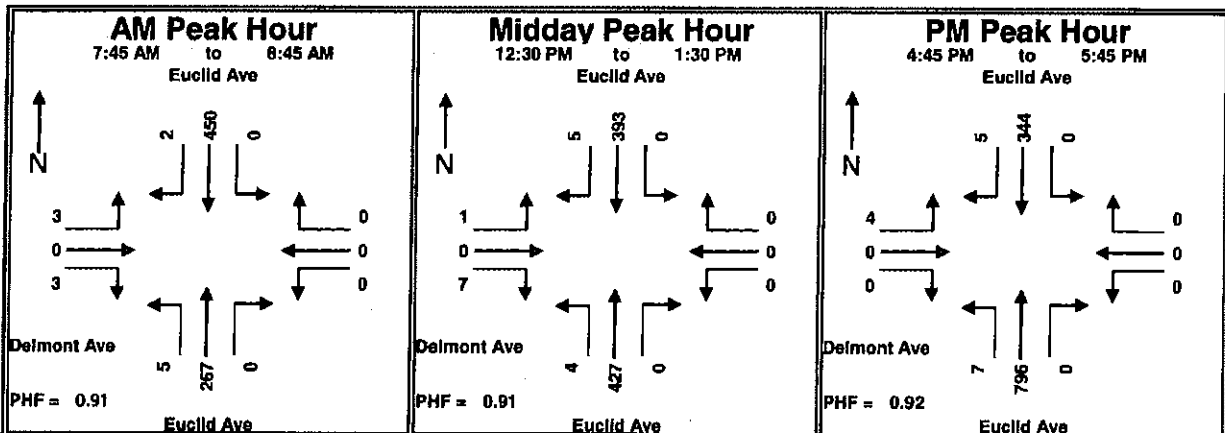 AM Peak Hour
7:45 AM to 8:45 AM
Euclid Ave
N
2 450 0
3
0
3
0
0
0
5 267 0
Delmont Ave
PHF = 0.91
Euclid Ave
Midday Peak Hour
12:30 PM to 1:30 PM
Euclid Ave
N
5 393 0
1
0
7
0
0
0
4 427 0
Delmont Ave
PHF = 0.91
Euclid Ave
PM Peak Hour
4:45 PM to 5:45 PM
Euclid Ave
N
5 344 0
4
0
0
0
0
0
7 796 0
Delmont Ave
PHF = 0.92
Euclid Ave